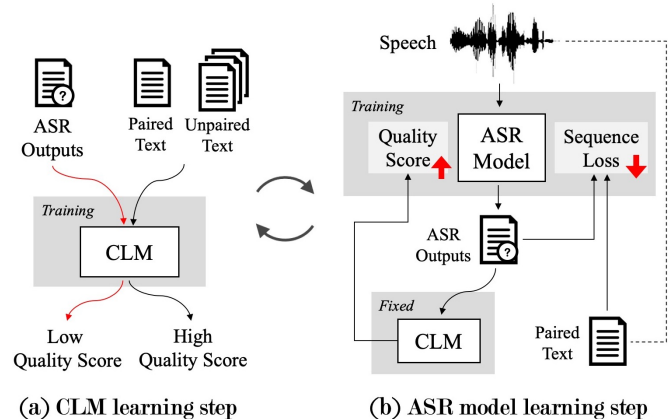 ASR
Outputs
?
Paired
Text
Unpaired
Text
Training
CLM
Low
Quality Score
High
Quality Score
(a) CLM learning step
Speech
Training
Quality
Score
ASR
Model
Sequence
Loss
ASR
Outputs
?
Fixed
CLM
Paired
Text
(b) ASR model learning step